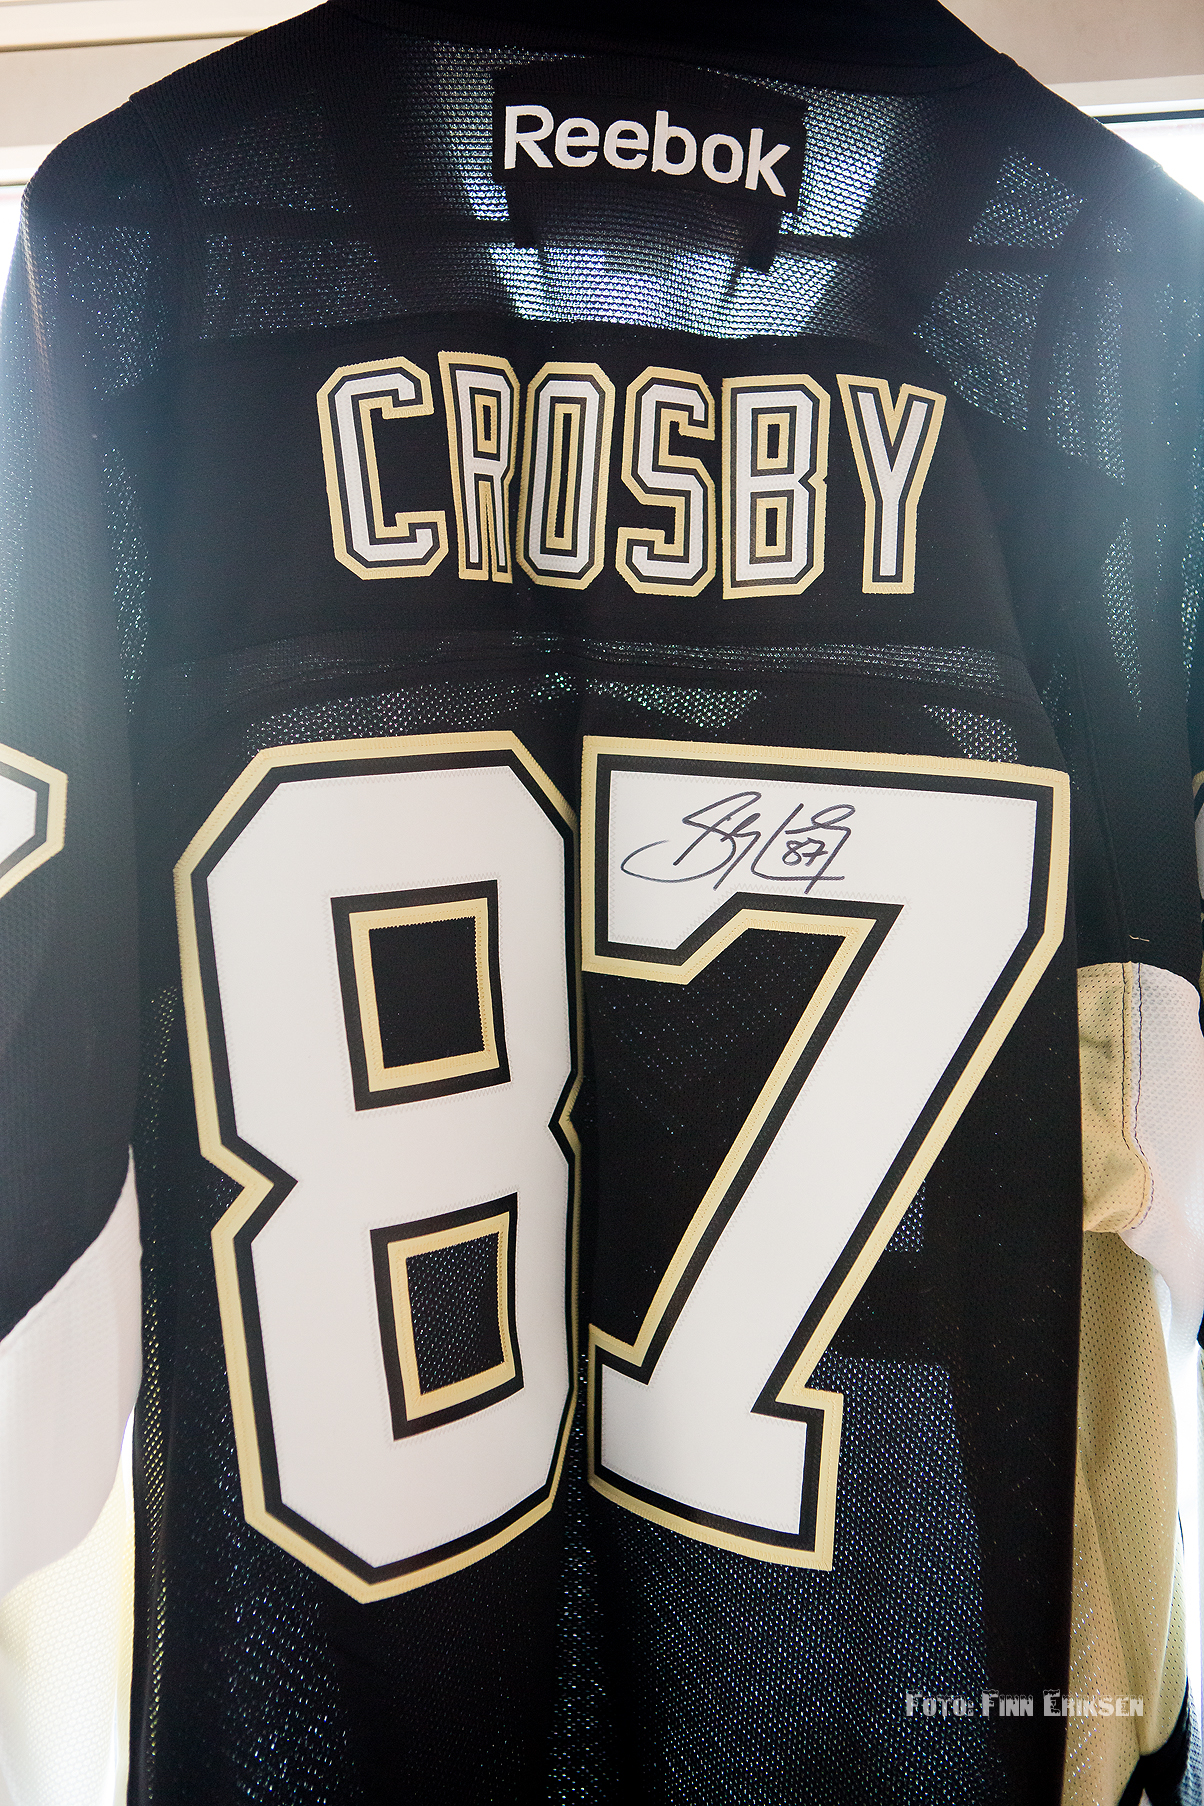 Reebok
CROSBY
87
87
Foto: Finn Eriksen